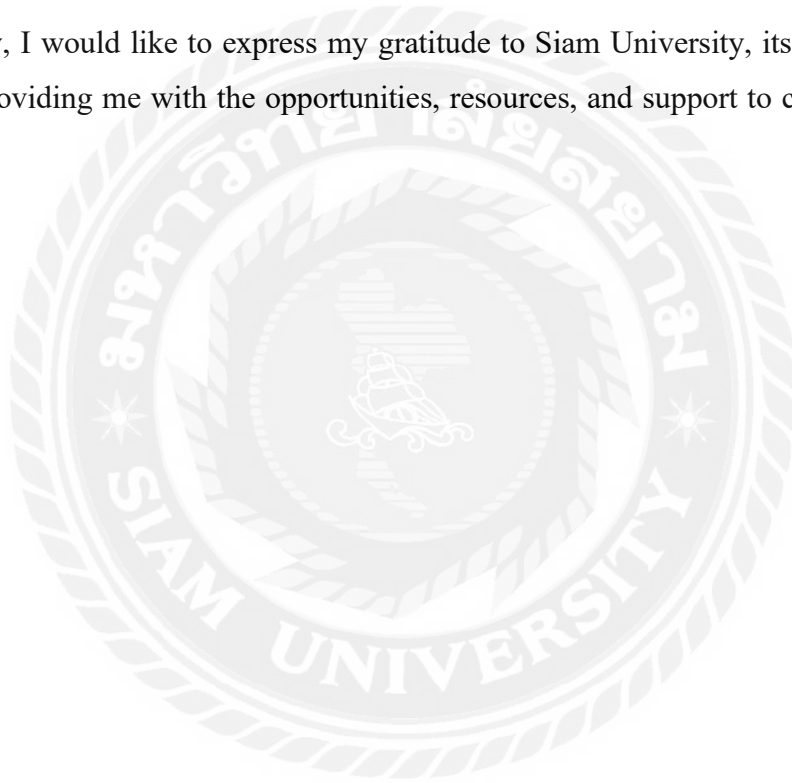 I would like to express my gratitude to Siam University, its
me with the opportunities, resources, and support to
มหาวิทยาลัยสยาม
SIAM UNIVERSITY